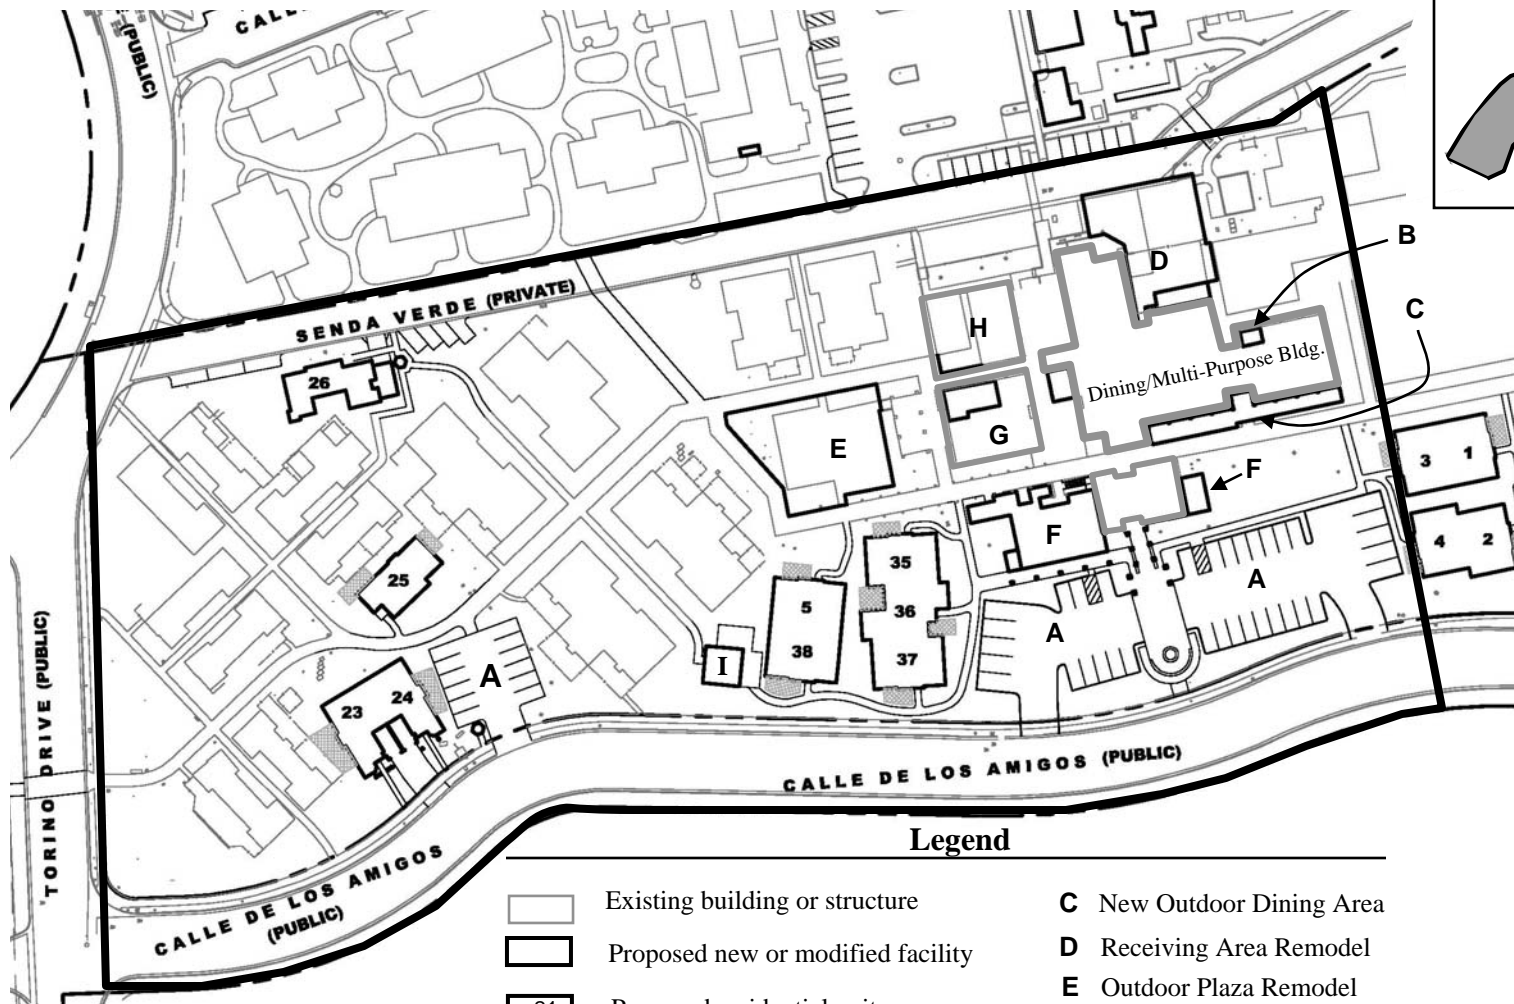 CALL
(PUBLIC)
B
D
SENDA VERDE (PRIVATE)
C
H
Dining/Multi-Purpose Bldg.
26
E
G
3 1
F
F
4 2
35
25
A
5
36
A
38
37
I
A
24
23
TORINO DRIVE (PUBLIC)
CALLE DE LOS AMIGOS (PUBLIC)
CALLE DE LOS AMIGOS
(PUBLIC)
Legend
Existing building or structure
C New Outdoor Dining Area
Proposed new or modified facility
D Receiving Area Remodel
E Outdoor Plaza Remodel